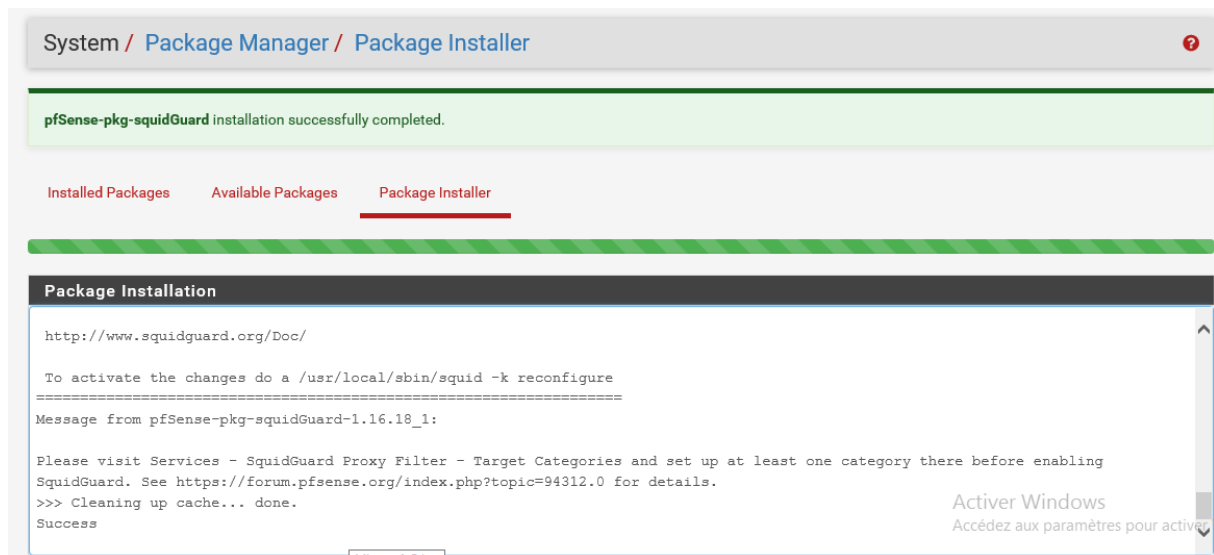 System / Package Manager / Package Installer
pfSense-pkg-squidGuard installation successfully completed.
Installed Packages Available Packages Package Installer
Package Installation
http://www.squidguard.org/Doc/
To activate the changes do a /usr/local/sbin/squid -k reconfigure
=====================================================================
Message from pfSense-pkg-squidGuard-1.16.18_1:
Please visit Services - SquidGuard Proxy Filter - Target Categories and set up at least one category there before enabling
SquidGuard. See https://forum.pfsense.org/index.php?topic=94312.0 for details.
>>> Cleaning up cache... done.
Success
Activer Windows
Accédez aux paramètres pour activer